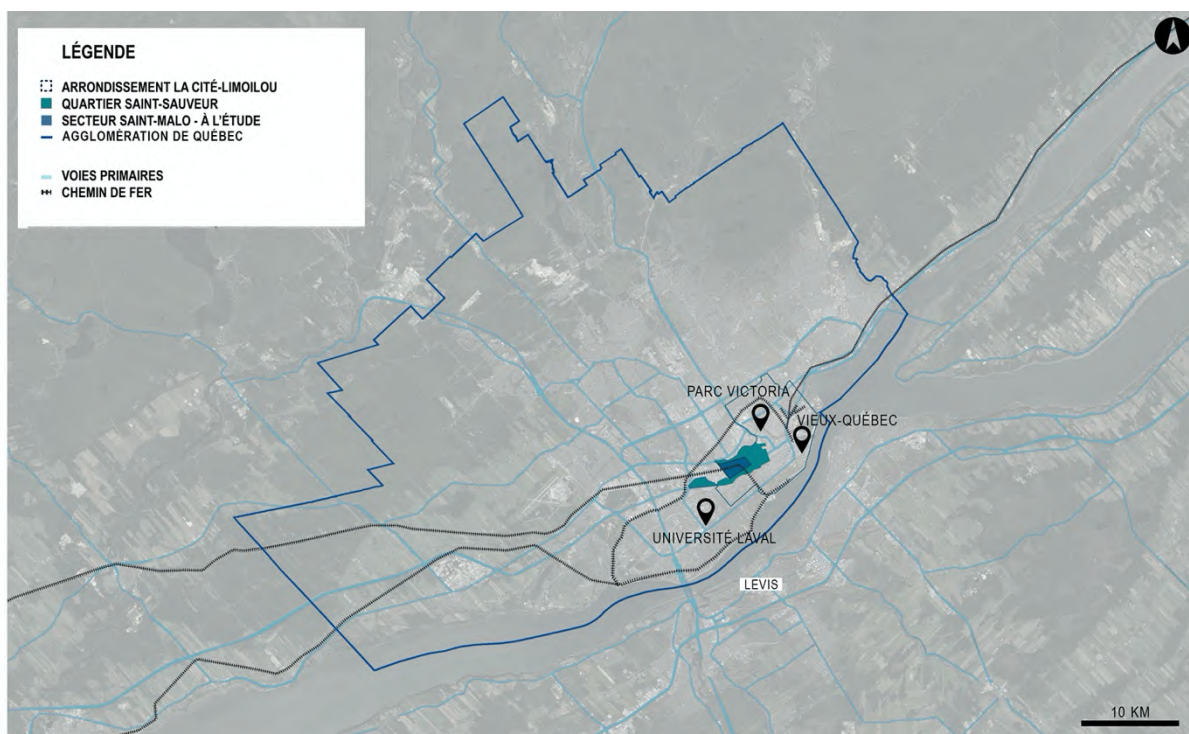 LÉGENDE
ARRONDISSEMENT LA CITÉ-LIMOILOU
QUARTIER SAINT-SAUVEUR
SECTEUR SAINT-MALO - À L'ÉTUDE
AGGLOMÉRATION DE QUÉBEC
VOIES PRIMAIRES
CHEMIN DE FER
PARC VICTORIA
VIEUX-QUÉBEC
UNIVERSITÉ LAVAL
LEVIS
10 KM